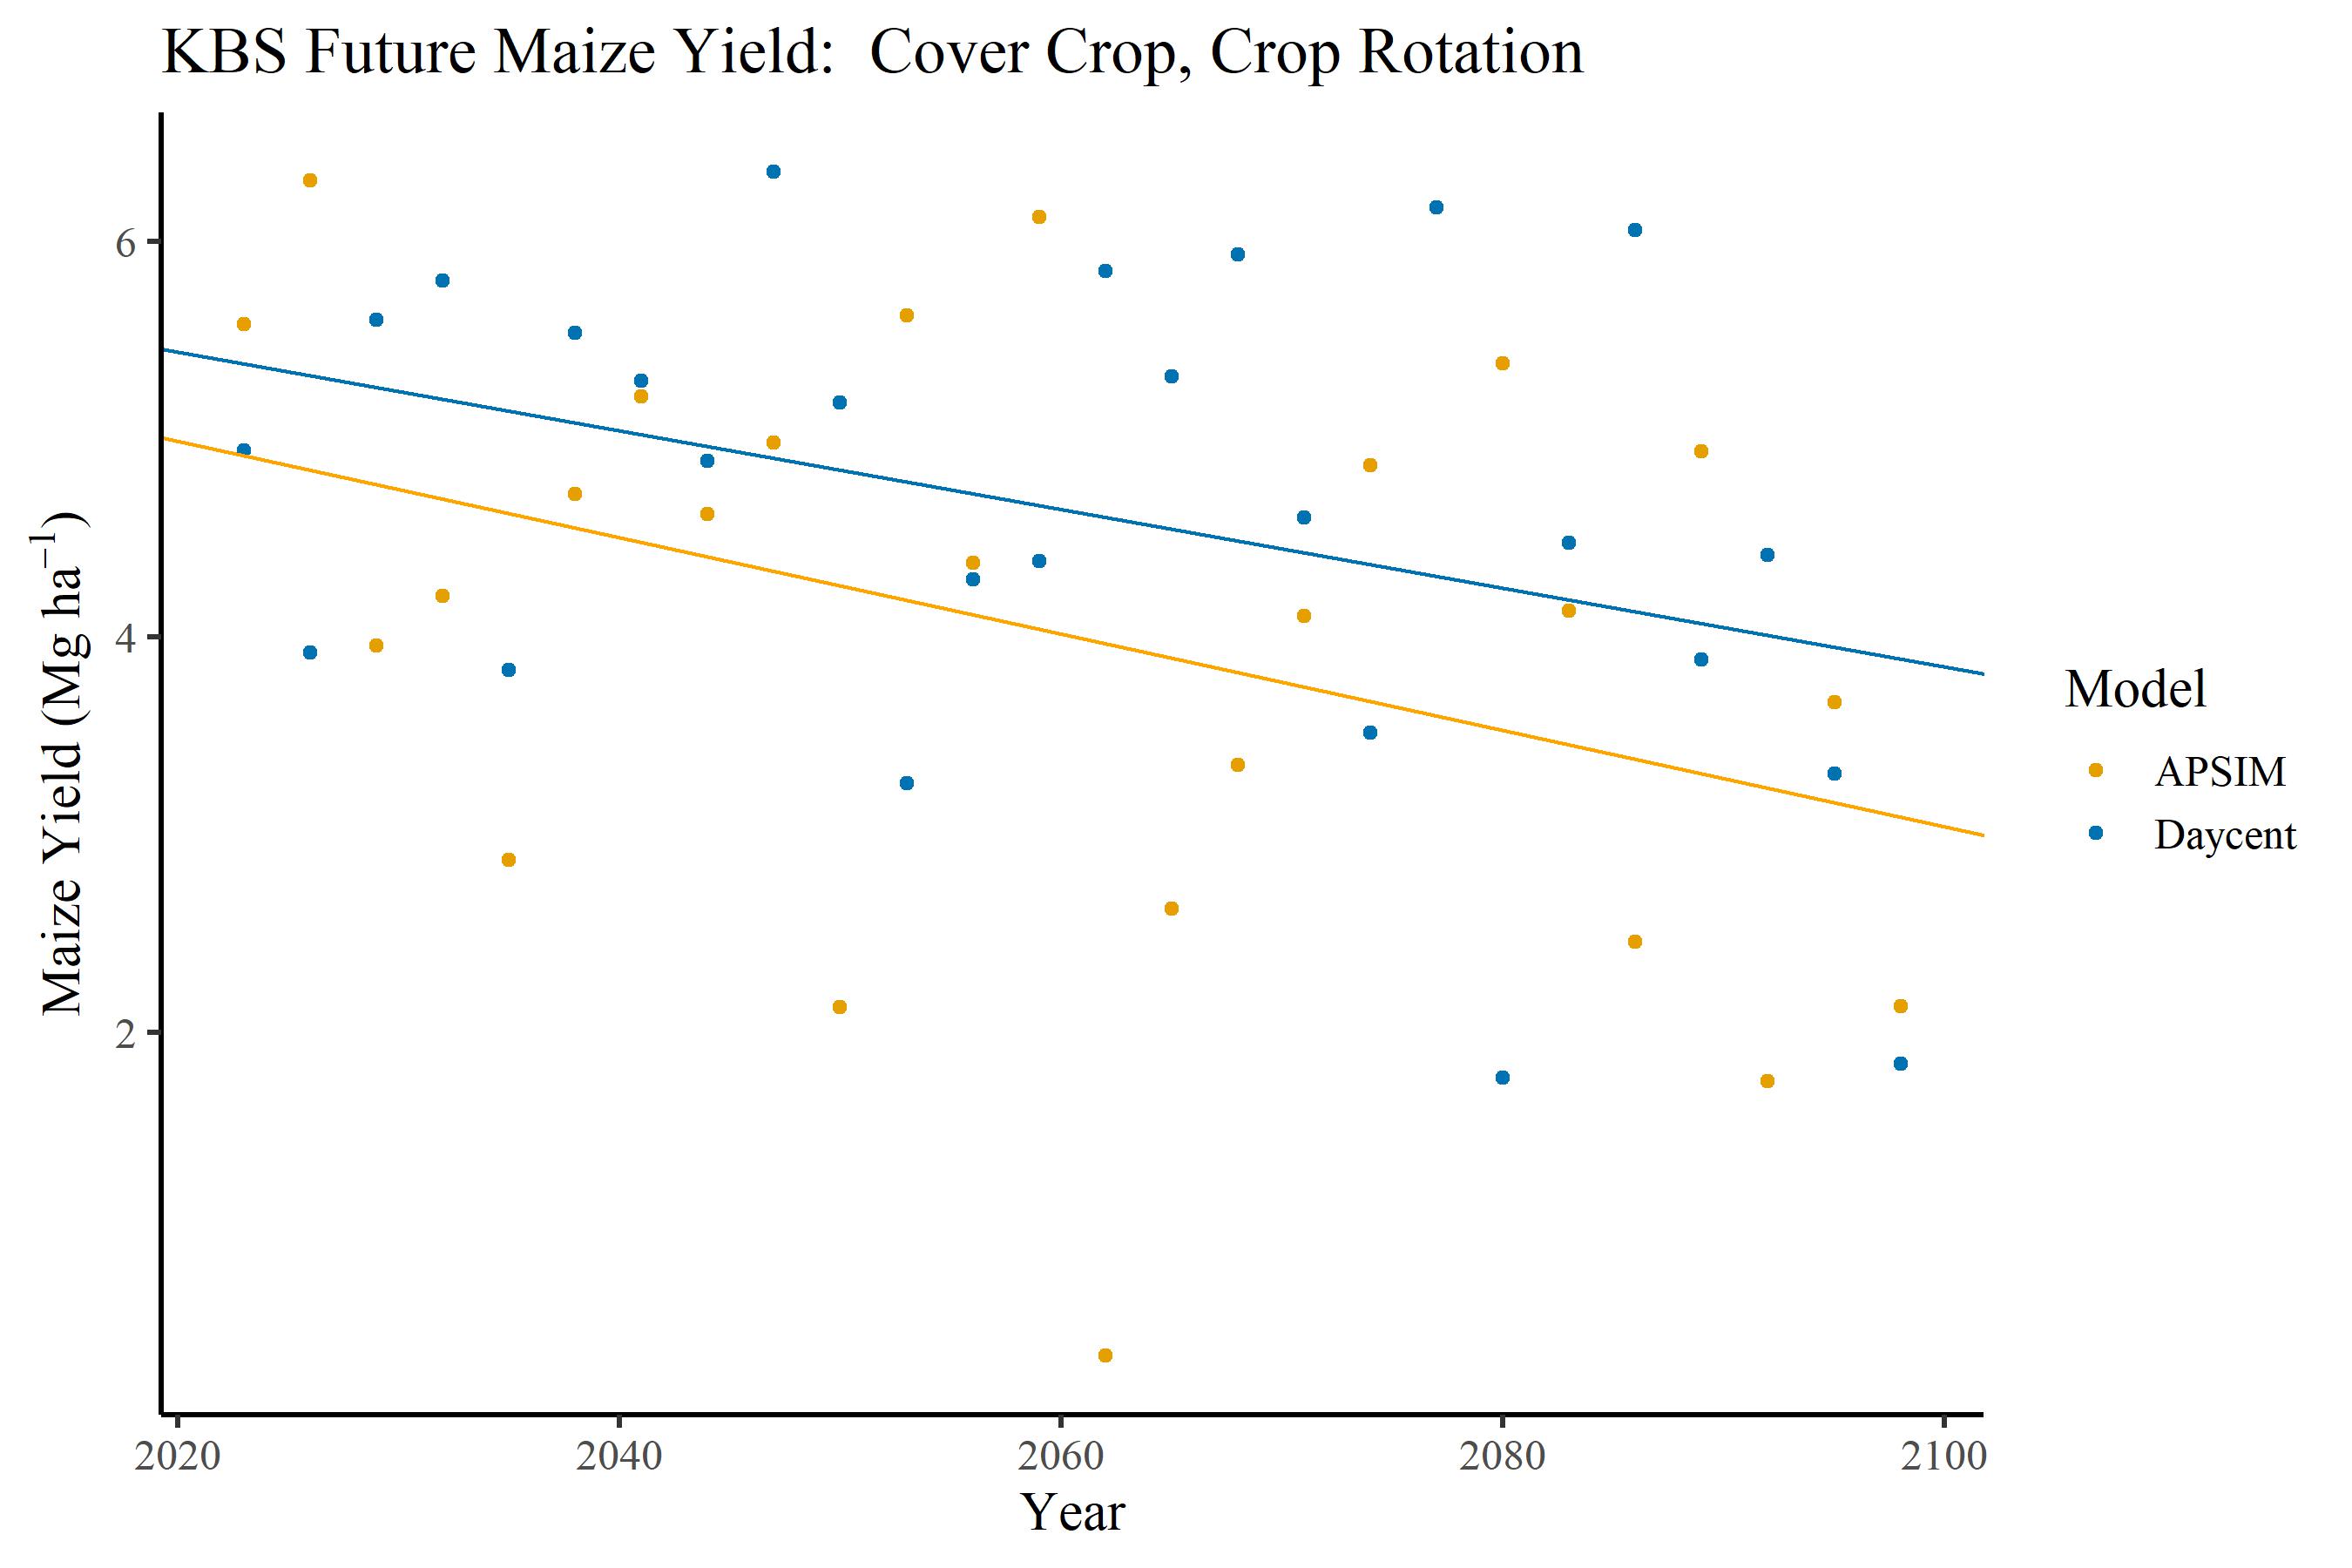 KBS Future Maize Yield:  Cover Crop, Crop Rotation
Maize Yield (Mg ha⁻¹)
6
4
2
2020 2040 2060 2080 2100
Year
Model
APSIM
Daycent